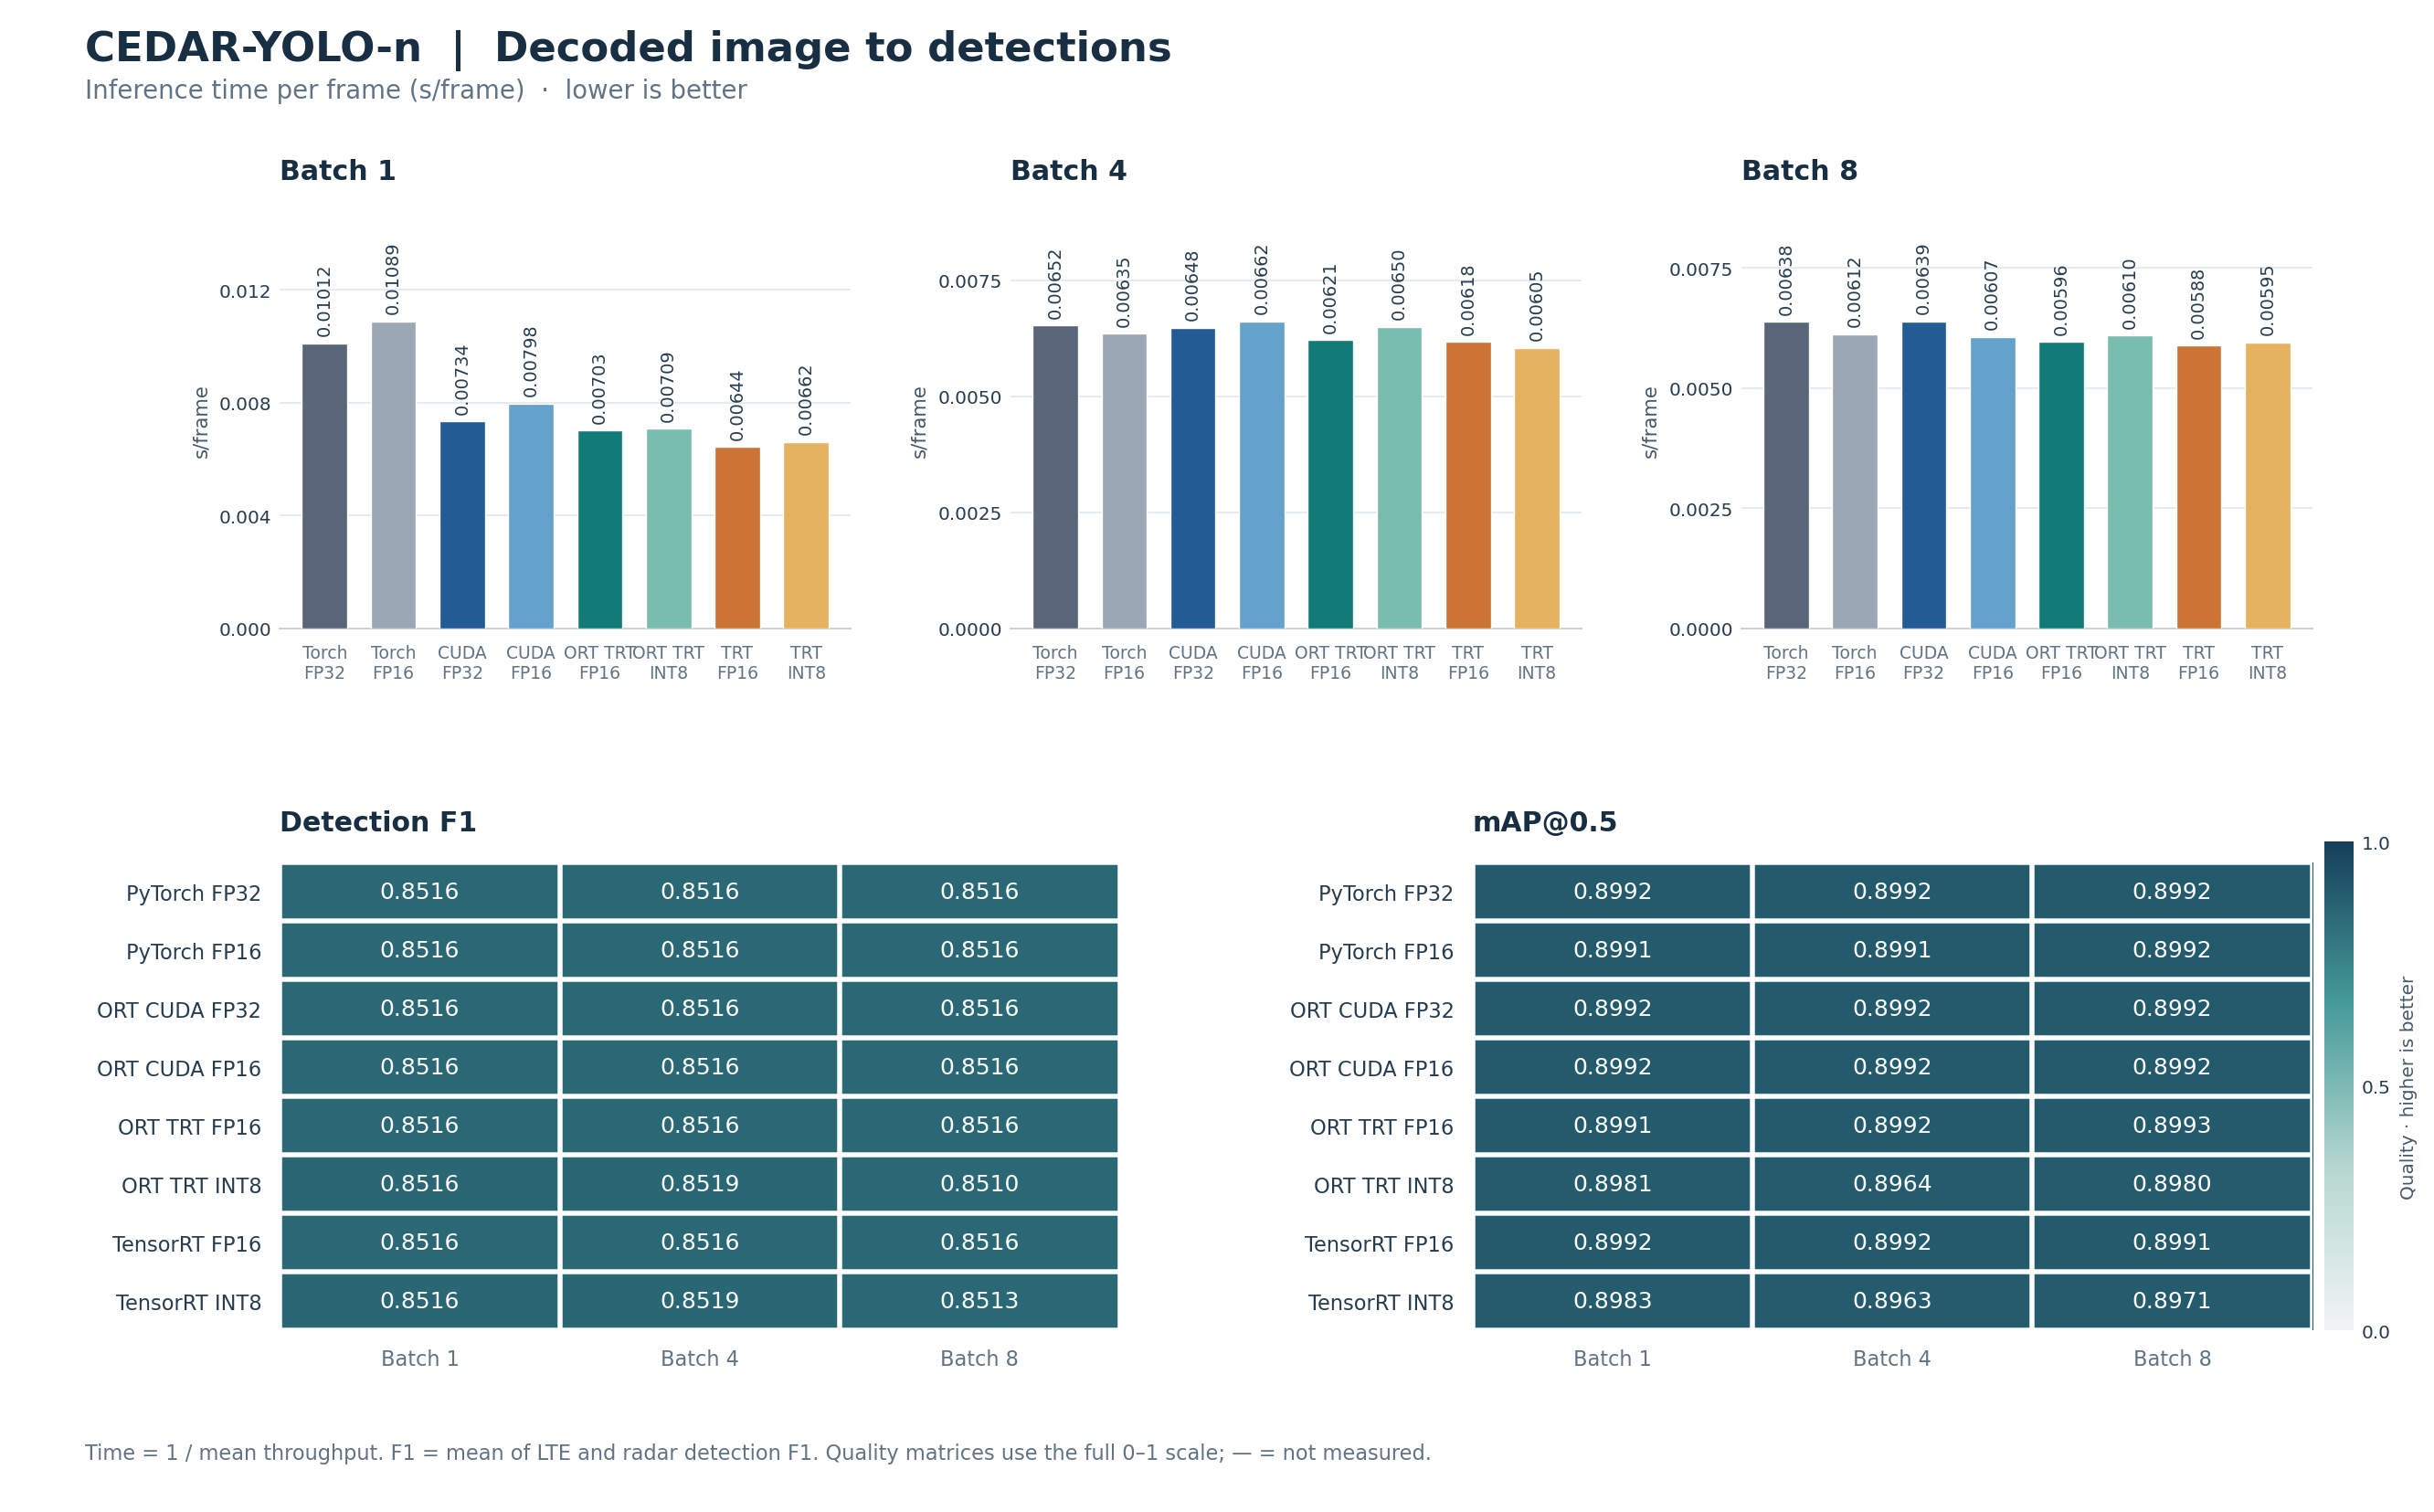 CEDAR-YOLO-n | Decoded image to detections
Inference time per frame (s/frame) · lower is better
Batch 1
s/frame
0.012
0.008
0.004
0.000
0.01012
0.01089
0.00734
0.00798
0.00703
0.00709
0.00644
0.00662
Torch FP32
Torch FP16
CUDA FP32
CUDA FP16
ORT TRT FP16
ORT TRT INT8
TRT FP16
TRT INT8
Batch 4
s/frame
0.0075
0.0050
0.0025
0.0000
0.00652
0.00635
0.00648
0.00662
0.00621
0.00650
0.00618
0.00605
Torch FP32
Torch FP16
CUDA FP32
CUDA FP16
ORT TRT FP16
ORT TRT INT8
TRT FP16
TRT INT8
Batch 8
s/frame
0.0075
0.0050
0.0025
0.0000
0.00638
0.00612
0.00639
0.00607
0.00596
0.00610
0.00588
0.00595
Torch FP32
Torch FP16
CUDA FP32
CUDA FP16
ORT TRT FP16
ORT TRT INT8
TRT FP16
TRT INT8
Detection F1
PyTorch FP32 0.8516 0.8516 0.8516
PyTorch FP16 0.8516 0.8516 0.8516
ORT CUDA FP32 0.8516 0.8516 0.8516
ORT CUDA FP16 0.8516 0.8516 0.8516
ORT TRT FP16 0.8516 0.8516 0.8516
ORT TRT INT8 0.8516 0.8519 0.8510
TensorRT FP16 0.8516 0.8516 0.8516
TensorRT INT8 0.8516 0.8519 0.8513
Batch 1 Batch 4 Batch 8
mAP@0.5
PyTorch FP32 0.8992 0.8992 0.8992
PyTorch FP16 0.8991 0.8991 0.8992
ORT CUDA FP32 0.8992 0.8992 0.8992
ORT CUDA FP16 0.8992 0.8992 0.8992
ORT TRT FP16 0.8991 0.8992 0.8993
ORT TRT INT8 0.8981 0.8964 0.8980
TensorRT FP16 0.8992 0.8992 0.8991
TensorRT INT8 0.8983 0.8963 0.8971
Batch 1 Batch 4 Batch 8
1.0
0.5
0.0
Quality · higher is better
Time = 1 / mean throughput. F1 = mean of LTE and radar detection F1. Quality matrices use the full 0–1 scale; — = not measured.